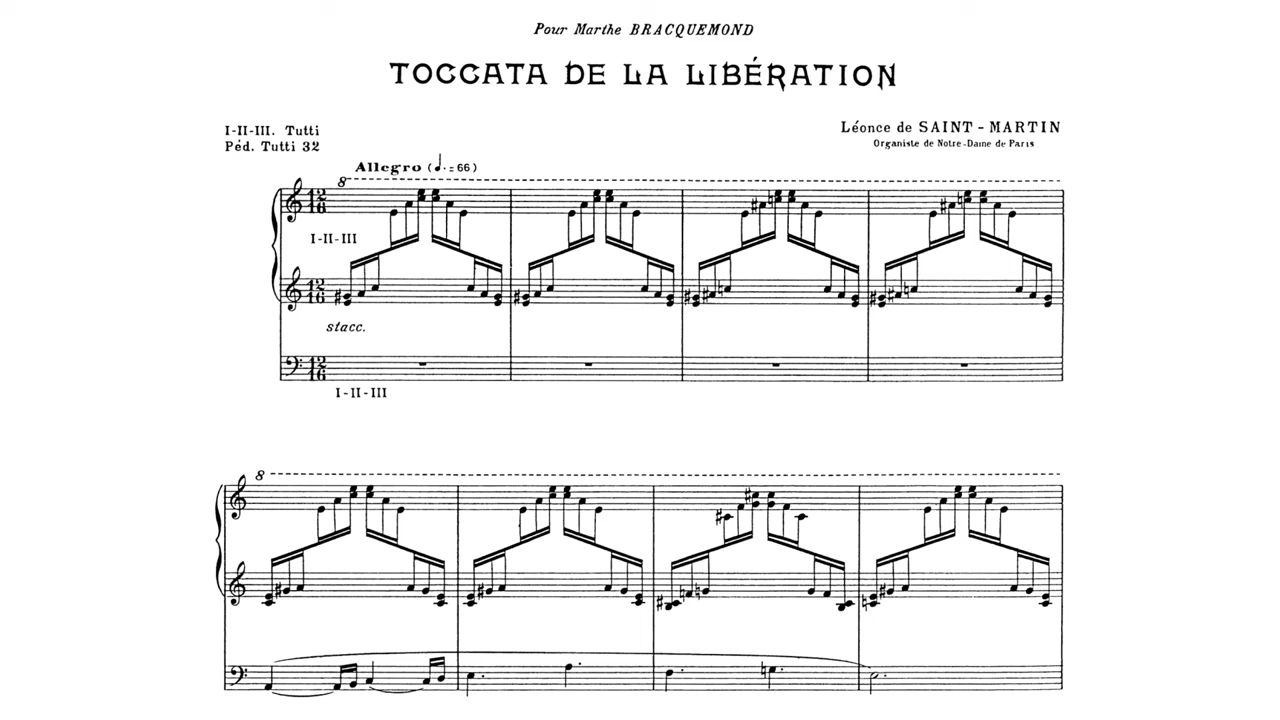 Pour Marthe BRACQUEMOND
TOCCATA DE LA LIBÉRATION
I-II-III. Tutti
Péd. Tutti 32
Léonce de SAINT-MARTIN
Organiste de Notre-Dame de Paris
Allegro (♩.=66)
8
12
16
I-II-III
12
16
stacc.
12
16
I-II-III
8